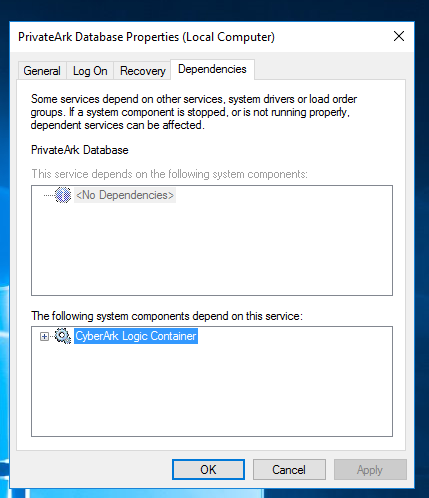 PrivateArk Database Properties (Local Computer)
General Log On Recovery Dependencies
Some services depend on other services, system drivers or load order
groups. If a system component is stopped, or is not running properly,
dependent services can be affected.
PrivateArk Database
This service depends on the following system components:
<No Dependencies>
The following system components depend on this service:
CyberArk Logic Container
OK Cancel Apply